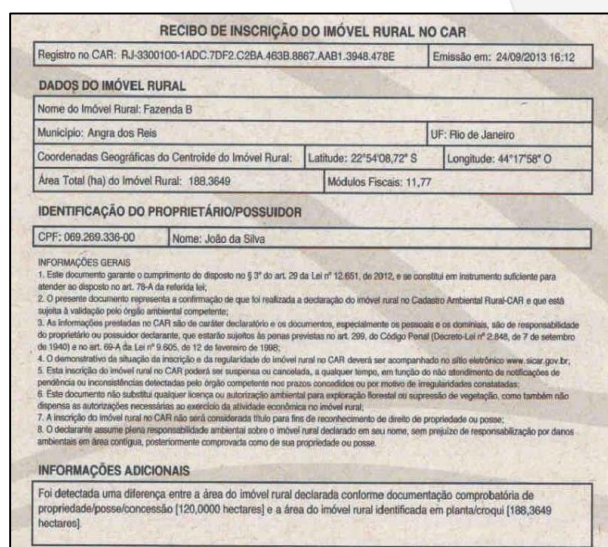 RECIBO DE INSCRIÇÃO DO IMÓVEL RURAL NO CAR
Registro no CAR: RJ-3300100-1ADC.7DF2.C2BA.463B.8867.AAB1.3948.478E
Emissão em: 24/09/2013 16:12
DADOS DO IMÓVEL RURAL
Nome do Imóvel Rural: Fazenda B
Município: Angra dos Reis
UF: Rio de Janeiro
Coordenadas Geográficas do Centroide do Imóvel Rural:
Latitude: 22°54'08,72" S
Longitude: 44°17'58" O
Área Total (ha) do Imóvel Rural: 188,3649
Módulos Fiscais: 11,77
IDENTIFICAÇÃO DO PROPRIETÁRIO/POSSUIDOR
CPF: 069.269.336-00
Nome: João da Silva
INFORMAÇÕES GERAIS
1. Este documento garante o cumprimento do disposto no § 3º do art. 29 da Lei nº 12.651, de 2012, e se constitui em instrumento suficiente para
atender ao disposto no art. 78-A da referida lei;
2. O presente documento representa a confirmação de que foi realizada a declaração do imóvel rural no Cadastro Ambiental Rural-CAR e que está
sujeita à validação pelo órgão ambiental competente;
3. As informações prestadas no CAR são de caráter declaratório e os documentos, especialmente os pessoais e os dominiais, são de responsabilidade
do proprietário ou possuidor declarante, que estarão sujeitos às penas previstas no art. 299, do Código Penal (Decreto-Lei nº 2.848, de 7 de setembro
de 1940) e no art. 69-A da Lei nº 9.605, de 12 de fevereiro de 1998;
4. O demonstrativo da situação da inscrição e da regularidade do imóvel rural no CAR deverá ser acompanhado no sítio eletrônico www.sicar.gov.br;
5. Esta inscrição do imóvel rural no CAR poderá ser suspensa ou cancelada, a qualquer tempo, em função do não atendimento de notificações de
pendência ou inconsistências detectadas pelo órgão competente nos prazos concedidos ou por motivo de irregularidades constatadas;
6. Este documento não substitui qualquer licença ou autorização ambiental para exploração florestal ou supressão de vegetação, como também não
dispensa as autorizações necessárias ao exercício da atividade econômica no imóvel rural;
7. A inscrição do imóvel rural no CAR não será considerada título para fins de reconhecimento de direito de propriedade ou posse;
8. O declarante assume plena responsabilidade ambiental sobre o imóvel rural declarado em seu nome, sem prejuízo de responsabilização por danos
ambientais em área contígua, posteriormente comprovada como de sua propriedade ou posse.
INFORMAÇÕES ADICIONAIS
Foi detectada uma diferença entre a área do imóvel rural declarada conforme documentação comprobatória de
propriedade/posse/concessão [120,0000 hectares] e a área do imóvel rural identificada em planta/croqui [188,3649
hectares].